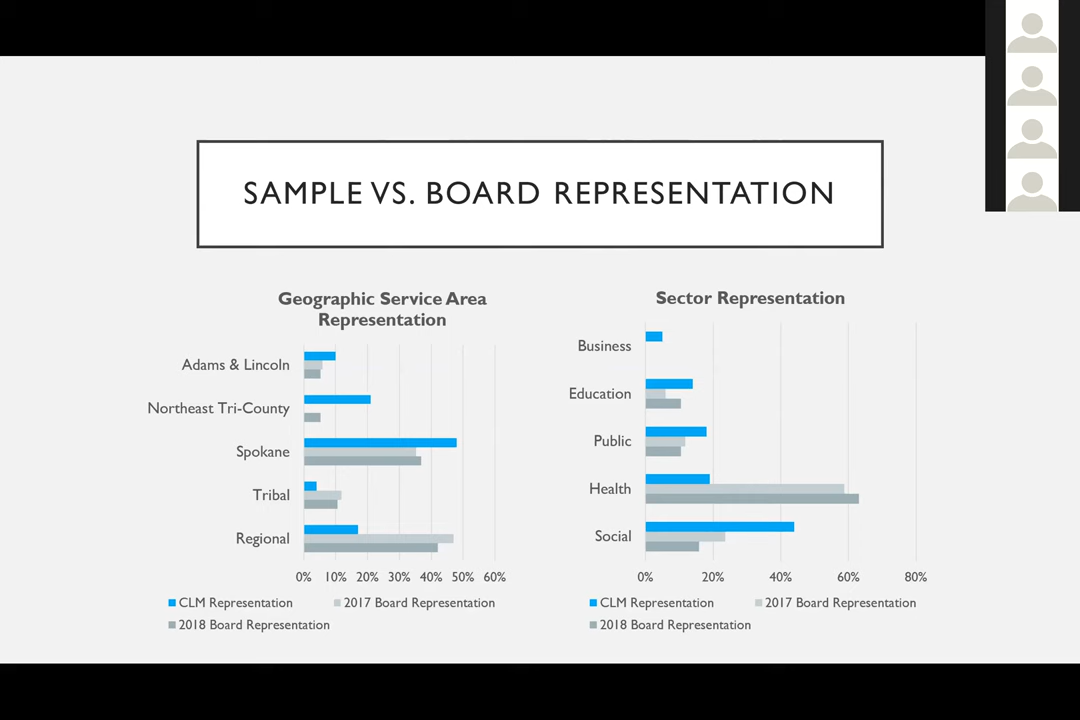 SAMPLE VS. BOARD REPRESENTATION
Geographic Service Area
Representation
Adams & Lincoln
Northeast Tri-County
Spokane
Tribal
Regional
0% 10% 20% 30% 40% 50% 60%
CLM Representation 2017 Board Representation
2018 Board Representation
Sector Representation
Business
Education
Public
Health
Social
0% 20% 40% 60% 80%
CLM Representation 2017 Board Representation
2018 Board Representation